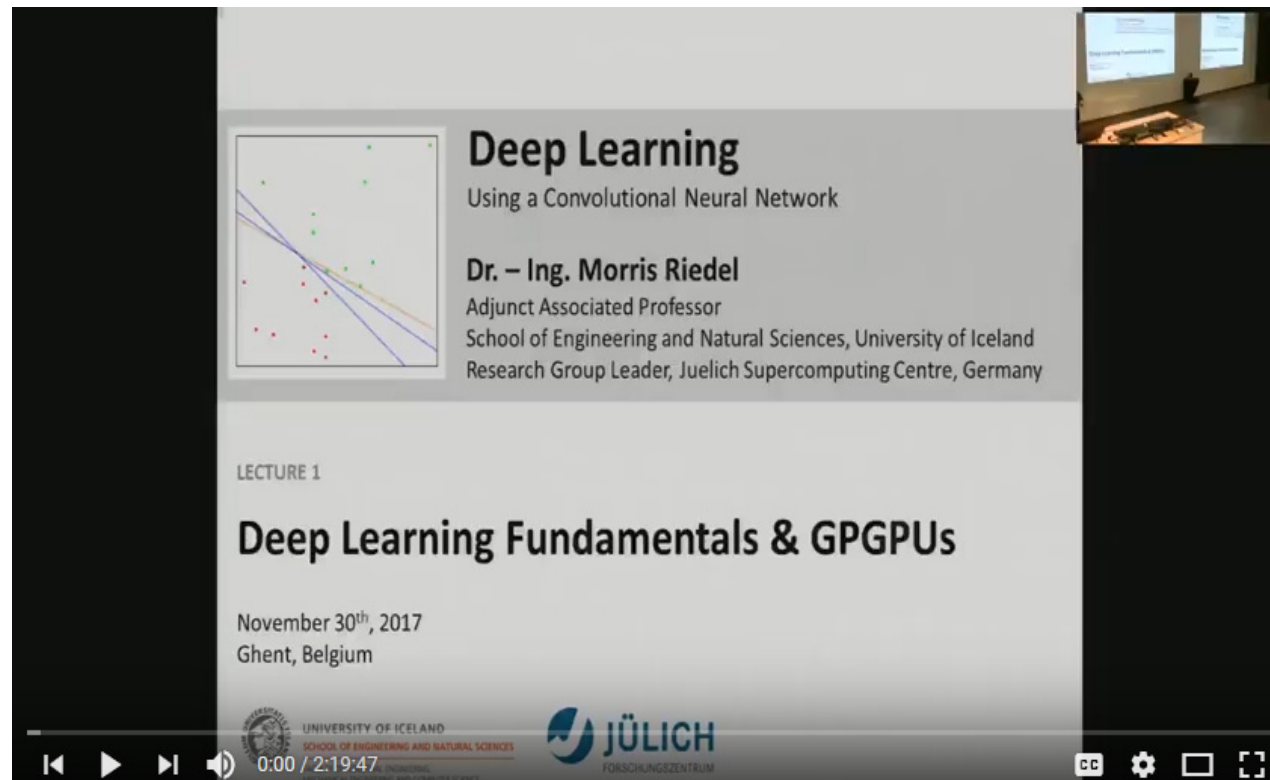 Deep Learning
Using a Convolutional Neural Network
Dr. – Ing. Morris Riedel
Adjunct Associated Professor
School of Engineering and Natural Sciences, University of Iceland
Research Group Leader, Juelich Supercomputing Centre, Germany
LECTURE 1
Deep Learning Fundamentals & GPGPUs
November 30th, 2017
Ghent, Belgium
UNIVERSITY OF ICELAND
SCHOOL OF ENGINEERING AND NATURAL SCIENCES
JÜLICH
FORSCHUNGSZENTRUM
0:00 / 2:19:47
CC